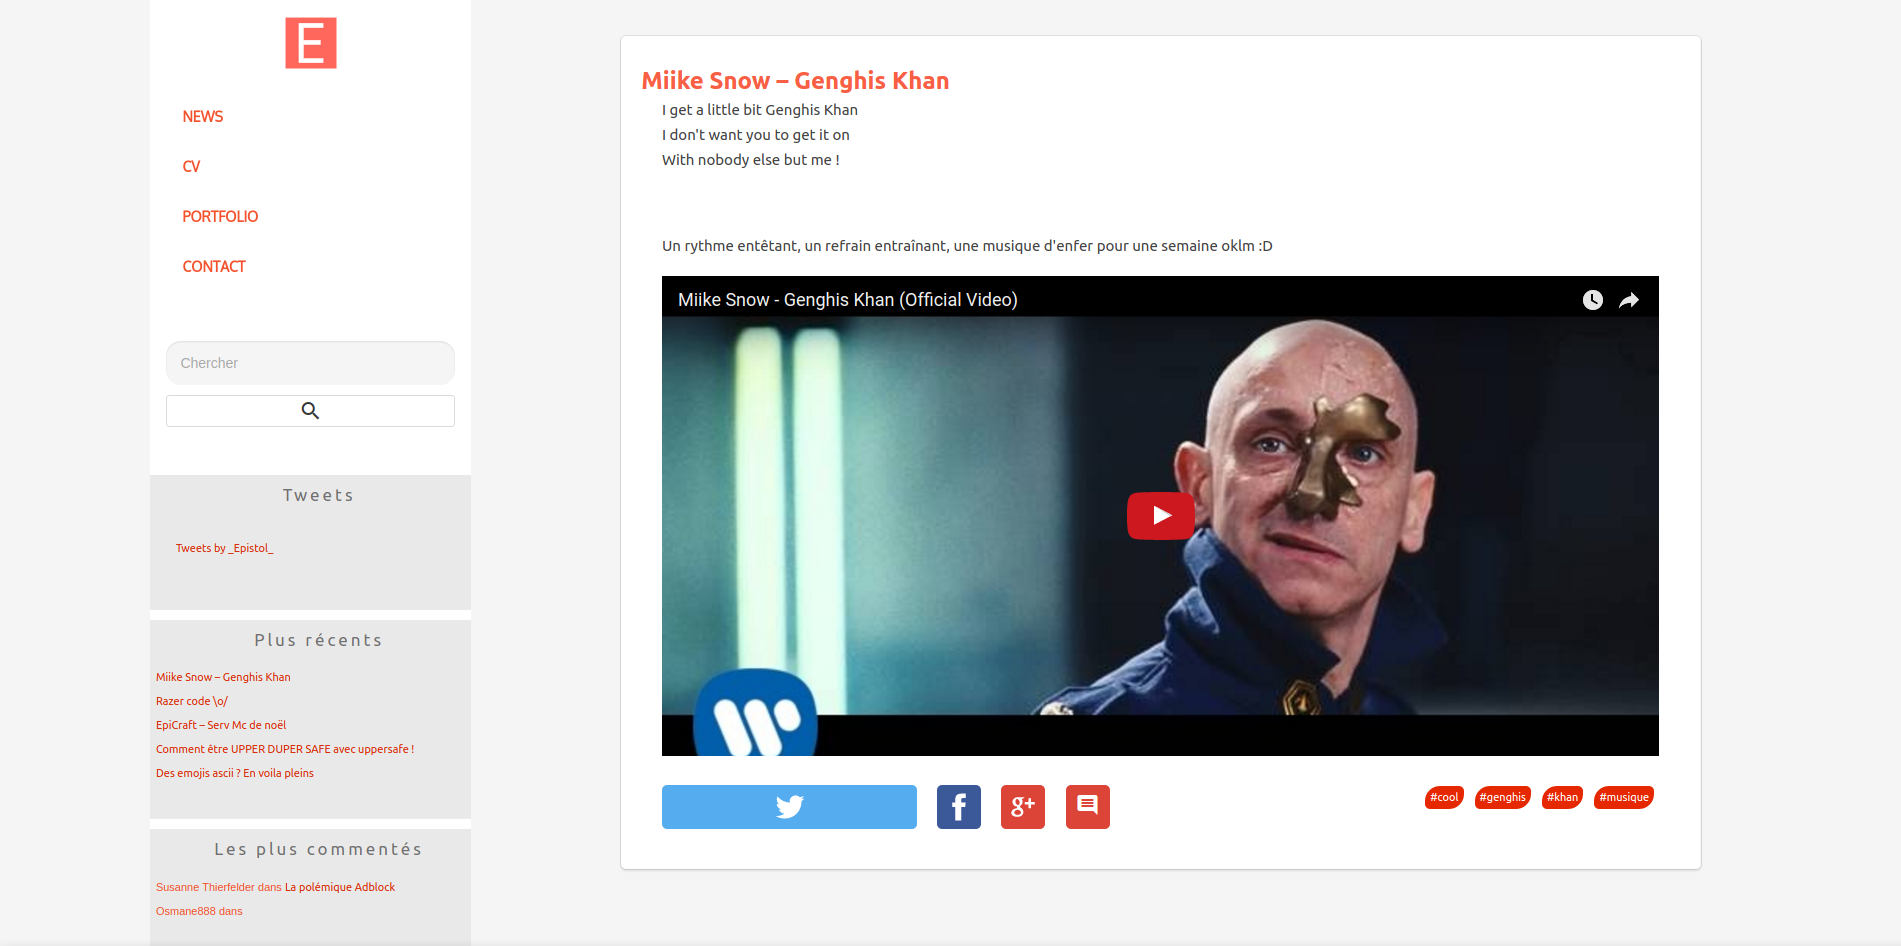 E
NEWS
CV
PORTFOLIO
CONTACT
Chercher
Tweets
Tweets by _Epistol_
Plus récents
Miike Snow – Genghis Khan
Razer code \o/
EpiCraft – Serv Mc de noël
Comment être UPPER DUPER SAFE avec uppersafe !
Des emojis ascii ? En voila pleins
Les plus commentés
Susanne Thierfelder dans La polémique Adblock
Osmane888 dans
Miike Snow – Genghis Khan
I get a little bit Genghis Khan
I don't want you to get it on
With nobody else but me !
Un rythme entêtant, un refrain entraînant, une musique d'enfer pour une semaine oklm :D
Miike Snow - Genghis Khan (Official Video)
f
g+
#cool #genghis #khan #musique